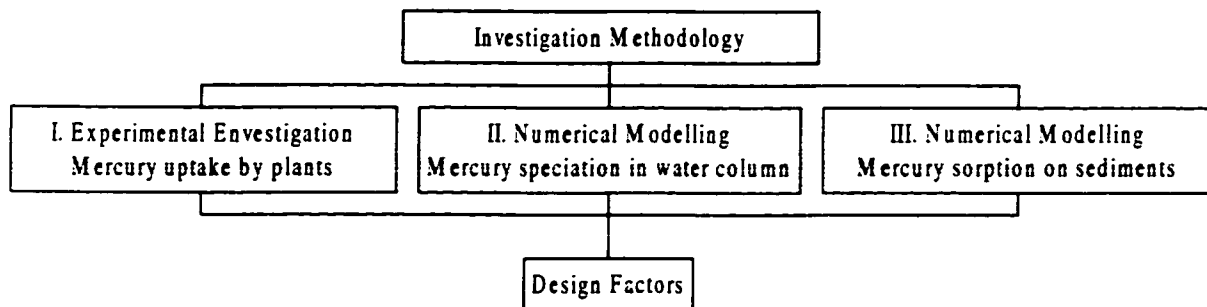 Investigation Methodology
I. Experimental Envestigation
Mercury uptake by plants
II. Numerical Modelling
Mercury speciation in water column
III. Numerical Modelling
Mercury sorption on sediments
Design Factors